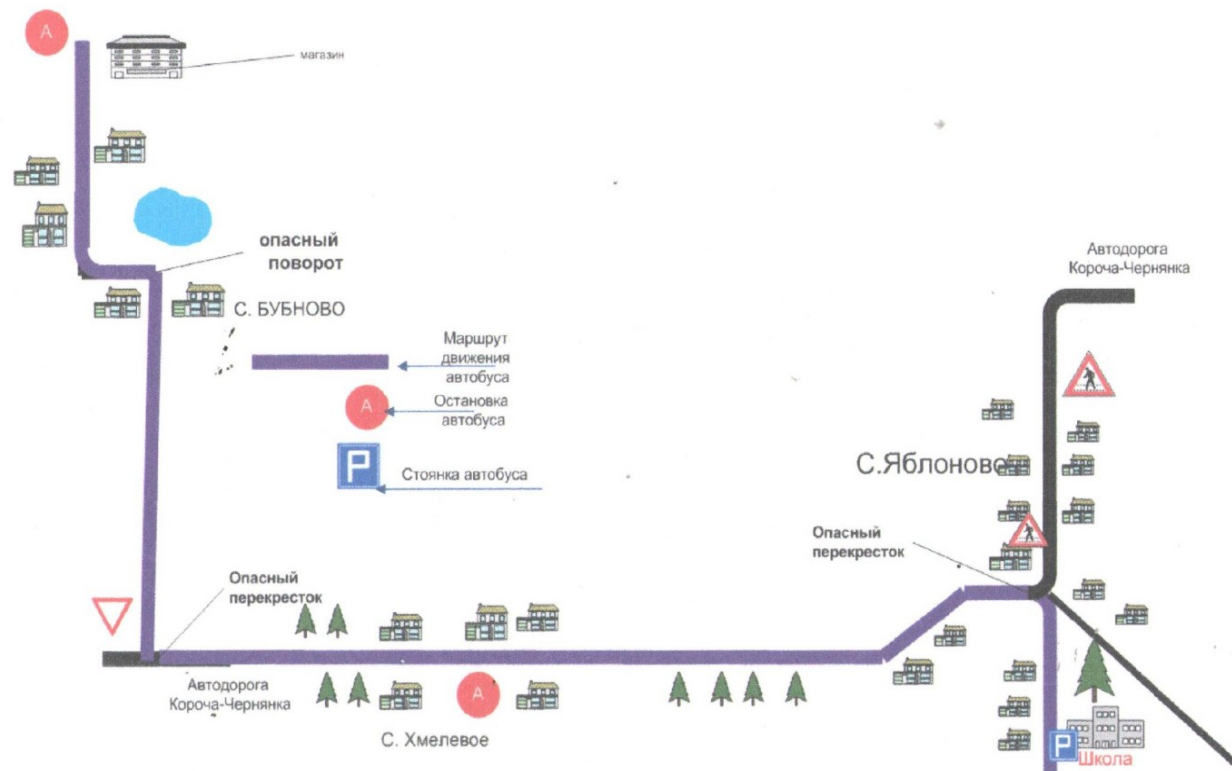 А
магазин
опасный
поворот
С. БУБНОВО
Маршрут
движения
автобуса
А
Остановка
автобуса
P
Стоянка автобуса
Автодорога
Короча-Чернянка
С.Яблоново
Опасный
перекресток
Опасный
перекресток
Автодорога
Короча-Чернянка
А
С. Хмелевое
P
Школа